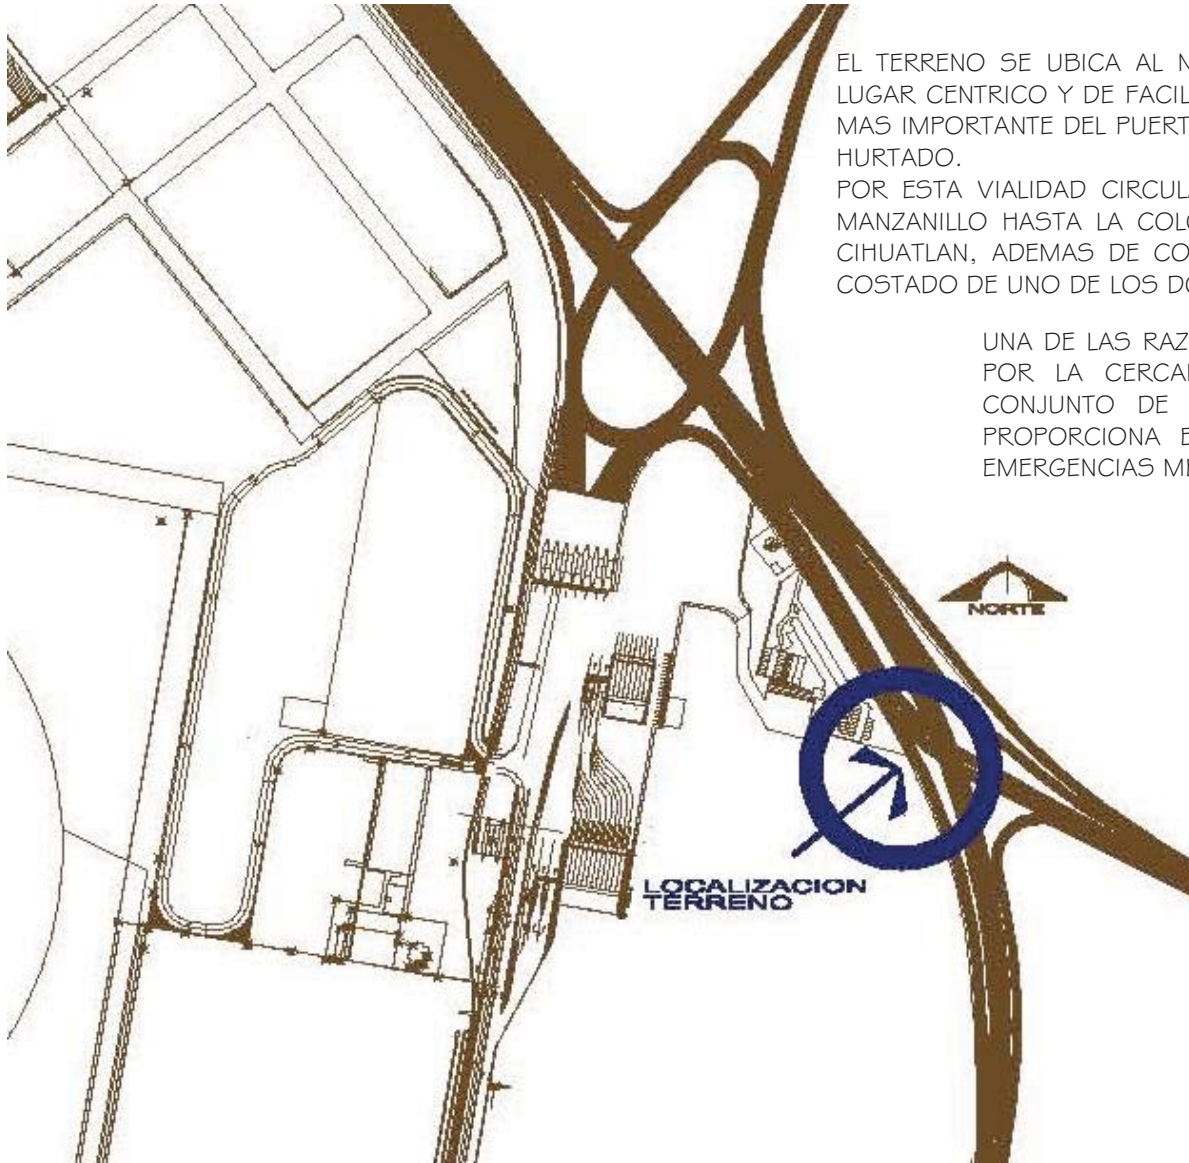 EL TERRENO SE UBICA AL N
LUGAR CENTRICO Y DE FACIL
MAS IMPORTANTE DEL PUERT
HURTADO.
POR ESTA VIALIDAD CIRCUL
MANZANILLO HASTA LA COL
CIHUATLAN, ADEMAS DE CO
COSTADO DE UNO DE LOS DO
UNA DE LAS RAZ
POR LA CERCA
CONJUNTO DE
PROPORCIONA E
EMERGENCIAS ME
NORTE
LOCALIZACION
TERRENO